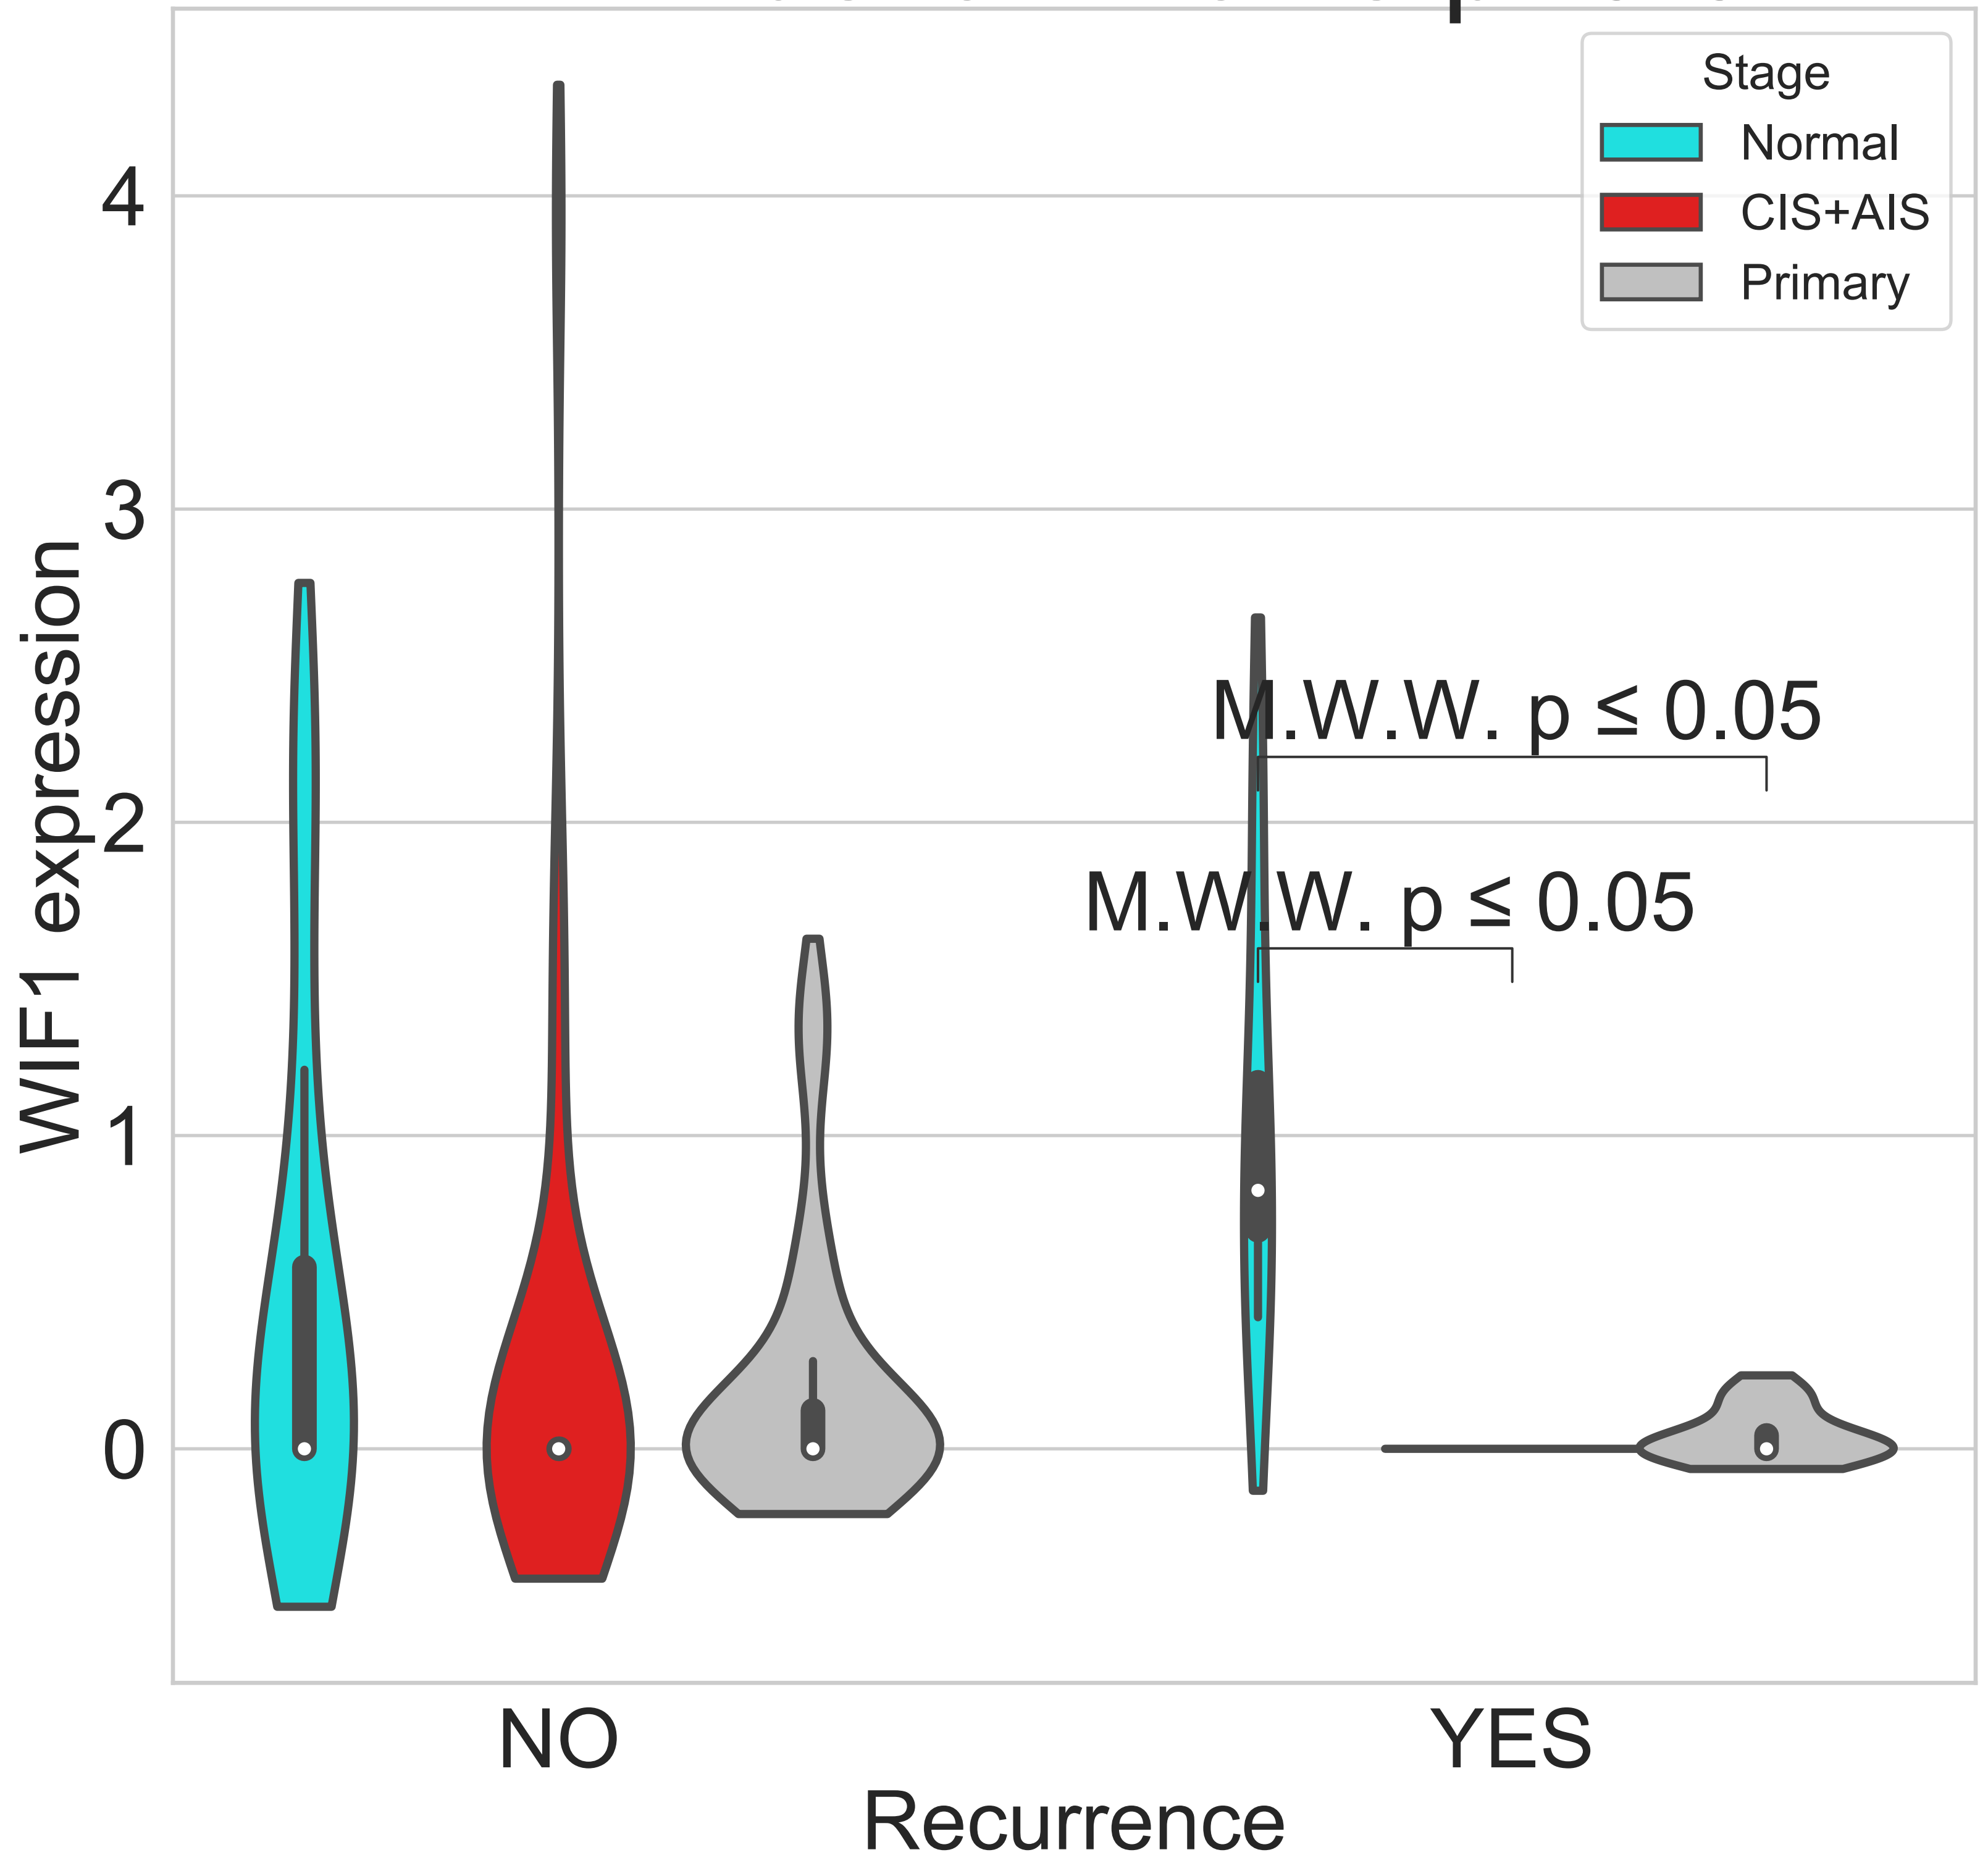 Stage
Normal
CIS+AIS
Primary
4
3
2
1
0
WIF1 expression
M.W.W. p ≤ 0.05
M.W.W. p ≤ 0.05
NO
YES
Recurrence